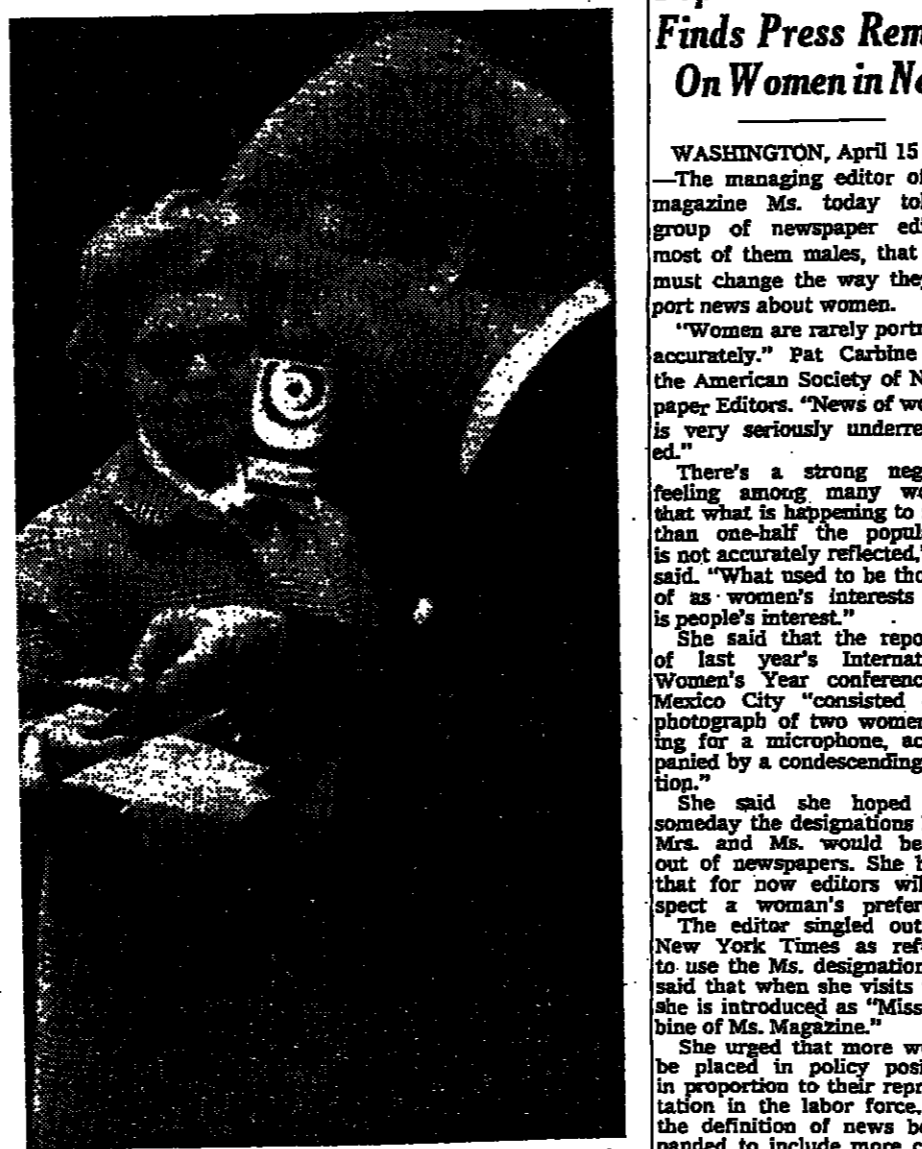 Finds Press Rem
On Women in Ne
WASHINGTON, April 15
—The managing editor of
magazine Ms. today tol
group of newspaper edi
most of them males, that
must change the way they
port news about women.
"Women are rarely portr
accurately." Pat Carbine
the American Society of N
paper Editors. "News of wo
is very seriously underre
ed."
There's a strong neg
feeling among many wo
that what is happening to
than one-half the popul
is not accurately reflected,"
said. "What used to be tho
of as women's interests
is people's interest."
She said that the repo
of last year's Internat
Women's Year conferenc
Mexico City "consisted
photograph of two women
ing for a microphone, ac
panied by a condescending
tion."
She said she hoped
someday the designations
Mrs. and Ms. would be
out of newspapers. She h
that for now editors wil
spect a woman's prefer
The editor singled out
New York Times as ref
to use the Ms. designation
said that when she visits
she is introduced as "Miss
bine of Ms. Magazine."
She urged that more wo
be placed in policy posi
in proportion to their repr
tation in the labor force.
the definition of news be
panded to include more c